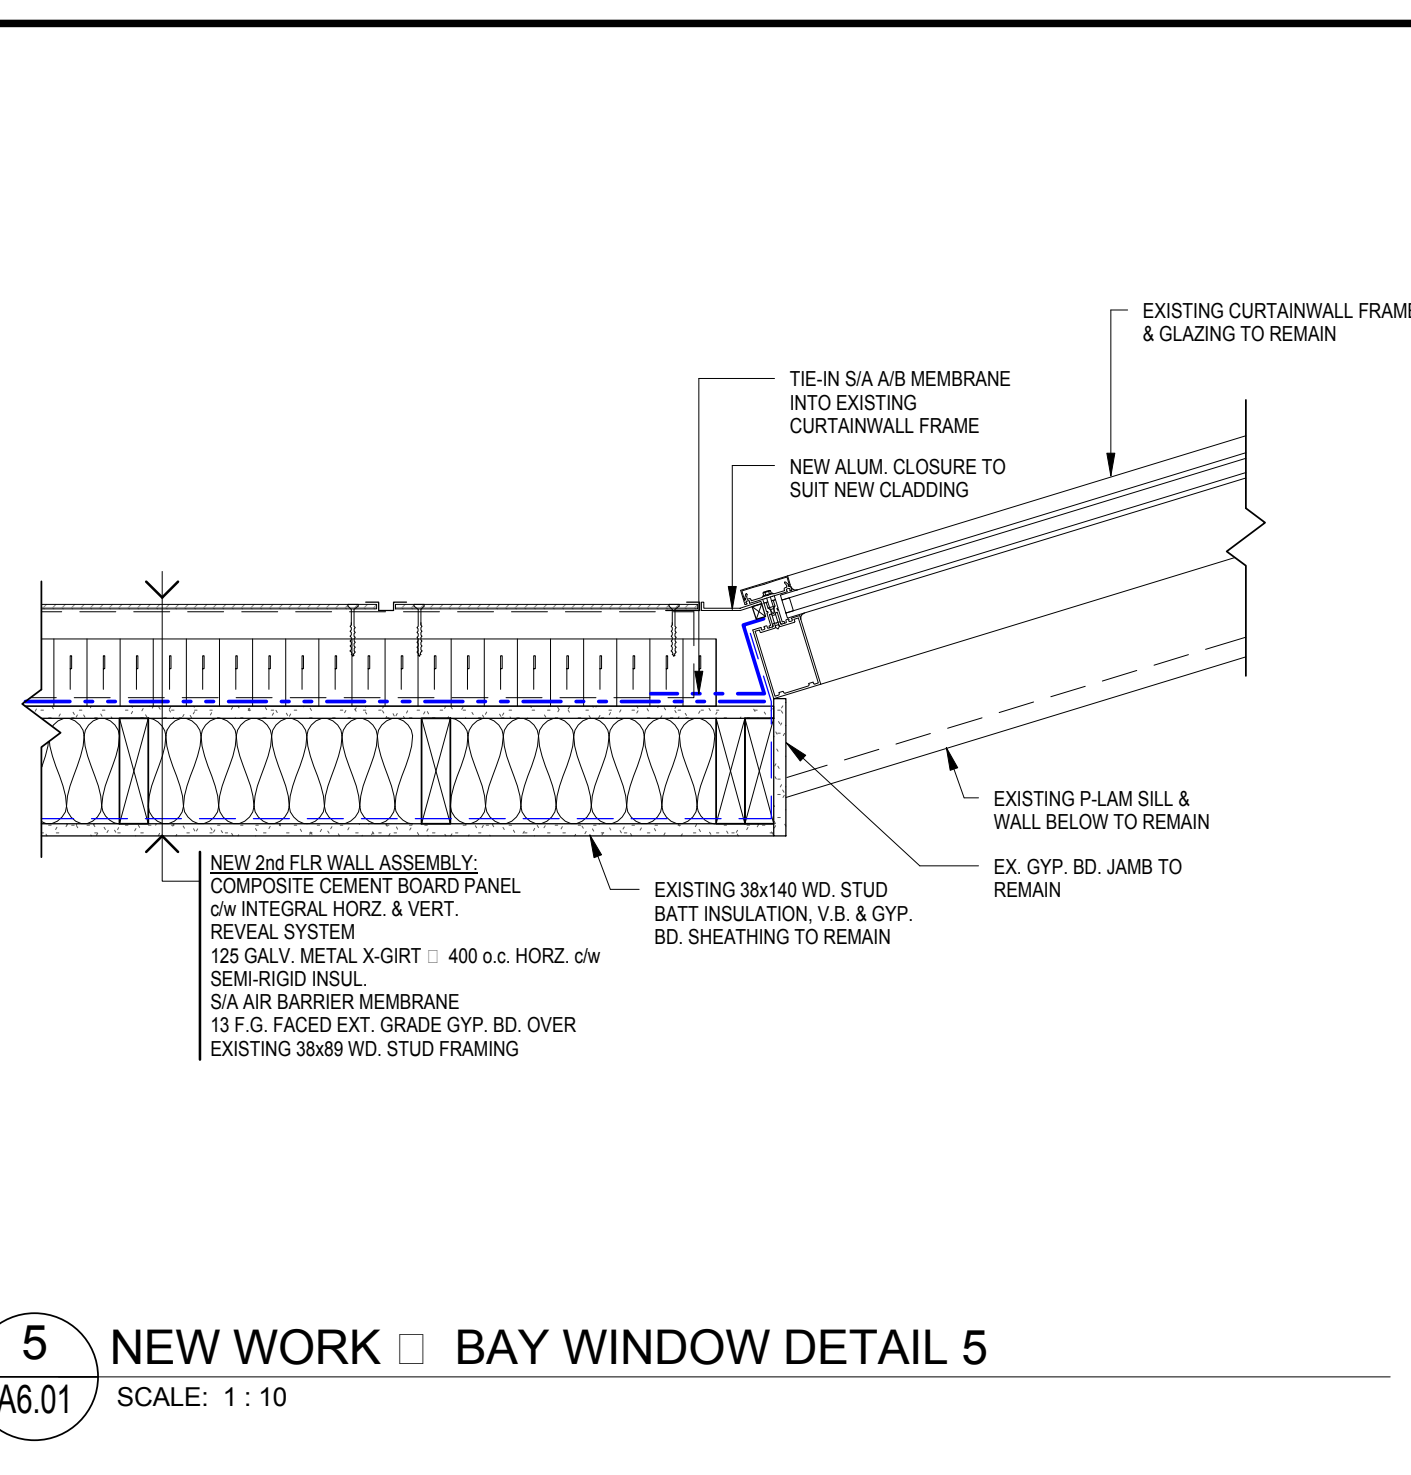 EXISTING CURTAINWALL FRAME
& GLAZING TO REMAIN
TIE-IN S/A A/B MEMBRANE
INTO EXISTING
CURTAINWALL FRAME
NEW ALUM. CLOSURE TO
SUIT NEW CLADDING
EXISTING P-LAM SILL &
WALL BELOW TO REMAIN
EX. GYP. BD. JAMB TO
REMAIN
EXISTING 38x140 WD. STUD
BATT INSULATION, V.B. & GYP.
BD. SHEATHING TO REMAIN
NEW 2nd FLR WALL ASSEMBLY:
COMPOSITE CEMENT BOARD PANEL
c/w INTEGRAL HORZ. & VERT.
REVEAL SYSTEM
125 GALV. METAL X-GIRT □ 400 o.c. HORZ. c/w
SEMI-RIGID INSUL.
S/A AIR BARRIER MEMBRANE
13 F.G. FACED EXT. GRADE GYP. BD. OVER
EXISTING 38x89 WD. STUD FRAMING
5
A6.01
NEW WORK □ BAY WINDOW DETAIL 5
SCALE: 1 : 10